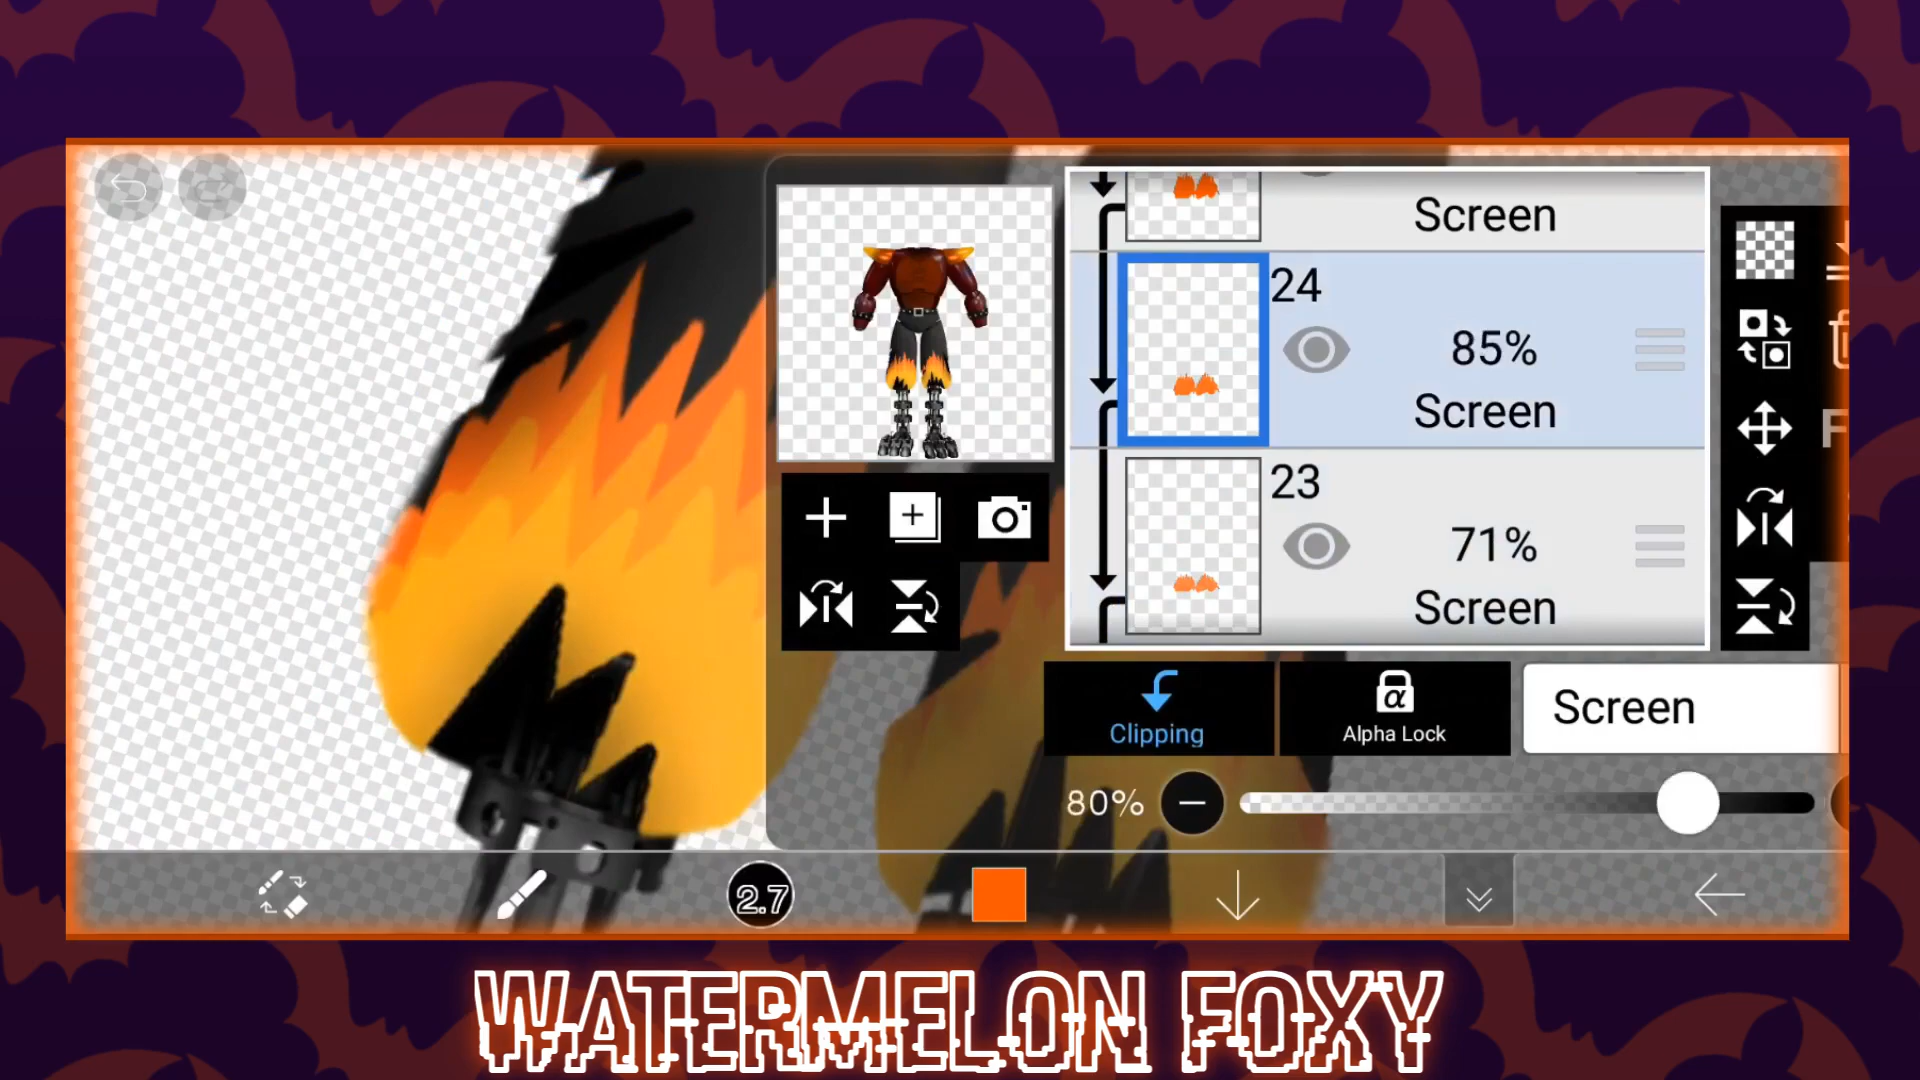 Screen
24
85%
Screen
23
71%
Screen
Clipping
α
Alpha Lock
Screen
80%
2.7
WATERMELON FOXY